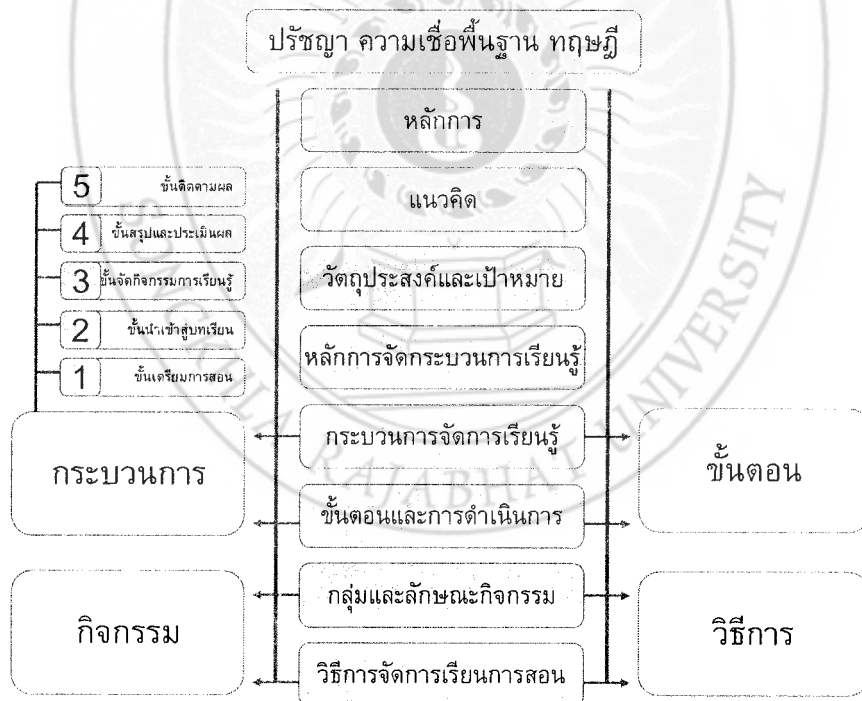 ปรัชญา ความเชื่อพื้นฐาน ทฤษฎี
หลักการ
แนวคิด
วัตถุประสงค์และเป้าหมาย
หลักการจัดกระบวนการเรียนรู้
กระบวนการจัดการเรียนรู้
ขั้นตอนและการดำเนินการ
กลุ่มและลักษณะกิจกรรม
วิธีการจัดการเรียนการสอน
5 ขั้นติดตามผล
4 ขั้นสรุปและประเมินผล
3 ขั้นจัดกิจกรรมการเรียนรู้
2 ขั้นนำเข้าสู่บทเรียน
1 ขั้นเตรียมการสอน
กระบวนการ
กิจกรรม
ขั้นตอน
วิธีการ
SONGKHLA RAJABHAT UNIVERSITY